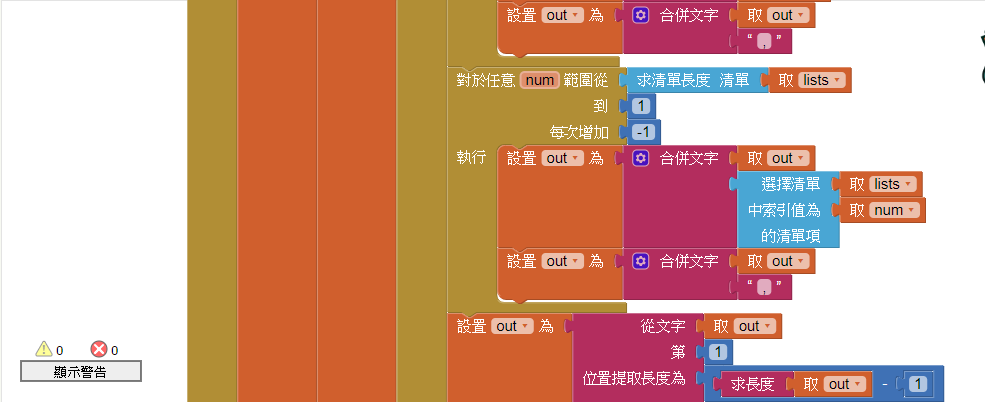 設置 out 為 合併文字 取 out
“ , ”
對於任意 num 範圍從 求清單長度 清單 取 lists
到 1
每次增加 -1
執行 設置 out 為 合併文字 取 out
選擇清單 取 lists
中索引值為 取 num
的清單項
設置 out 為 合併文字 取 out
“ , ”
設置 out 為 從文字 取 out
第 1
位置提取長度為 求長度 取 out - 1
0 0
顯示警告